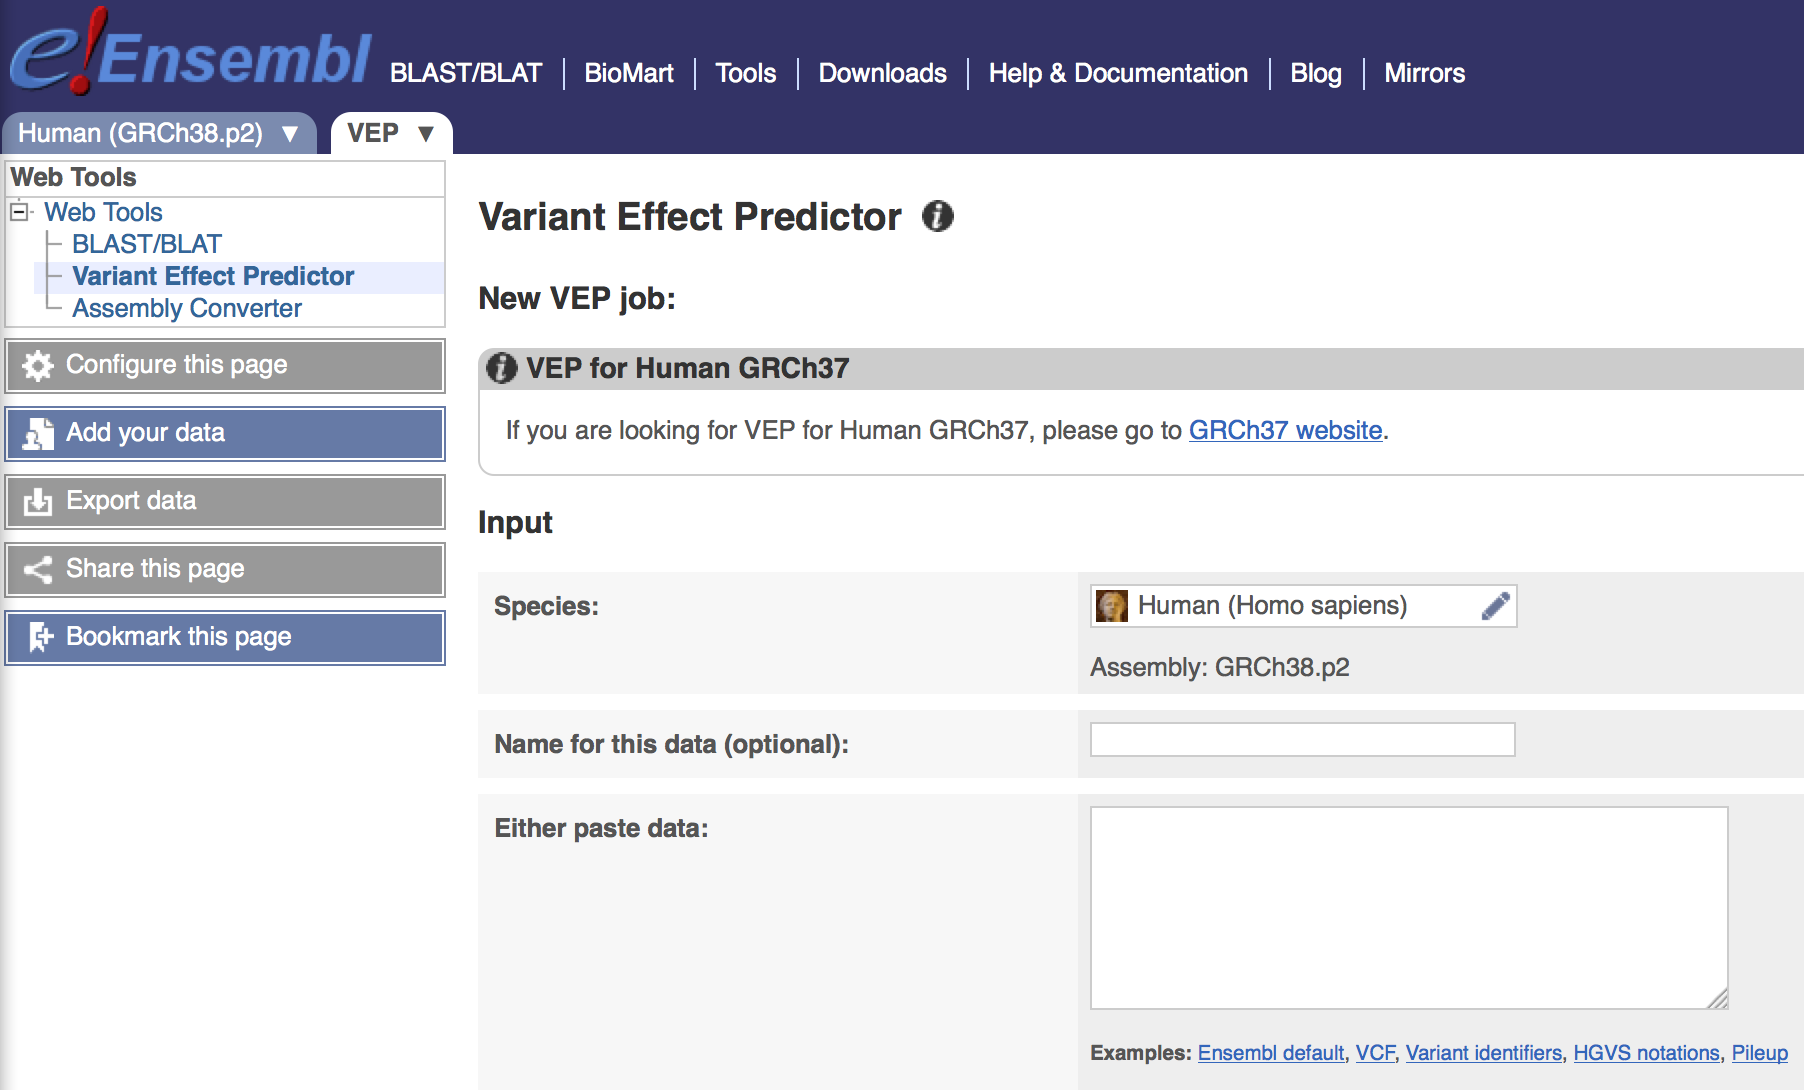 e!Ensembl
BLAST/BLAT | BioMart | Tools | Downloads | Help & Documentation | Blog | Mirrors
Human (GRCh38.p2) ▼
VEP ▼
Web Tools
Web Tools
BLAST/BLAT
Variant Effect Predictor
Assembly Converter
Configure this page
Add your data
Export data
Share this page
Bookmark this page
Variant Effect Predictor
New VEP job:
VEP for Human GRCh37
If you are looking for VEP for Human GRCh37, please go to GRCh37 website.
Input
Species:
Human (Homo sapiens)
Assembly: GRCh38.p2
Name for this data (optional):
Either paste data:
Examples: Ensembl default, VCF, Variant identifiers, HGVS notations, Pileup